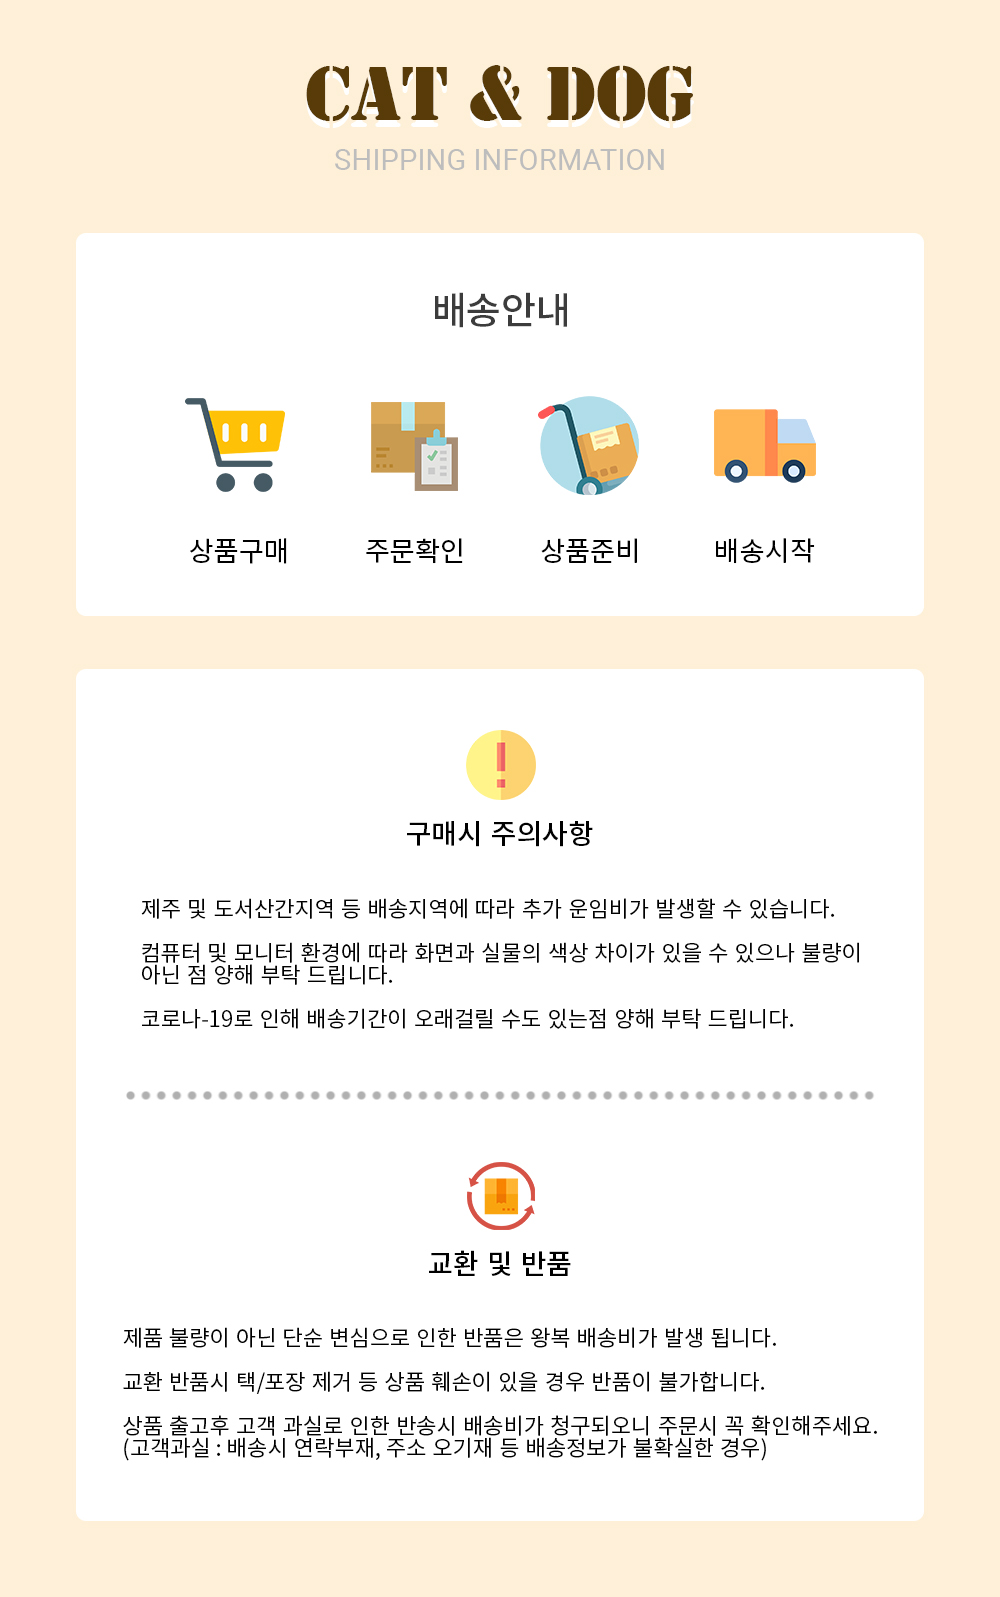 CAT & DOG
SHIPPING INFORMATION
배송안내
상품구매 주문확인 상품준비 배송시작
구매시 주의사항
제주 및 도서산간지역 등 배송지역에 따라 추가 운임비가 발생할 수 있습니다.
컴퓨터 및 모니터 환경에 따라 화면과 실물의 색상 차이가 있을 수 있으나 불량이
아닌 점 양해 부탁 드립니다.
코로나-19로 인해 배송기간이 오래걸릴 수도 있는점 양해 부탁 드립니다.
교환 및 반품
제품 불량이 아닌 단순 변심으로 인한 반품은 왕복 배송비가 발생 됩니다.
교환 반품시 택/포장 제거 등 상품 훼손이 있을 경우 반품이 불가합니다.
상품 출고후 고객 과실로 인한 반송시 배송비가 청구되오니 주문시 꼭 확인해주세요.
(고객과실 : 배송시 연락부재, 주소 오기재 등 배송정보가 불확실한 경우)